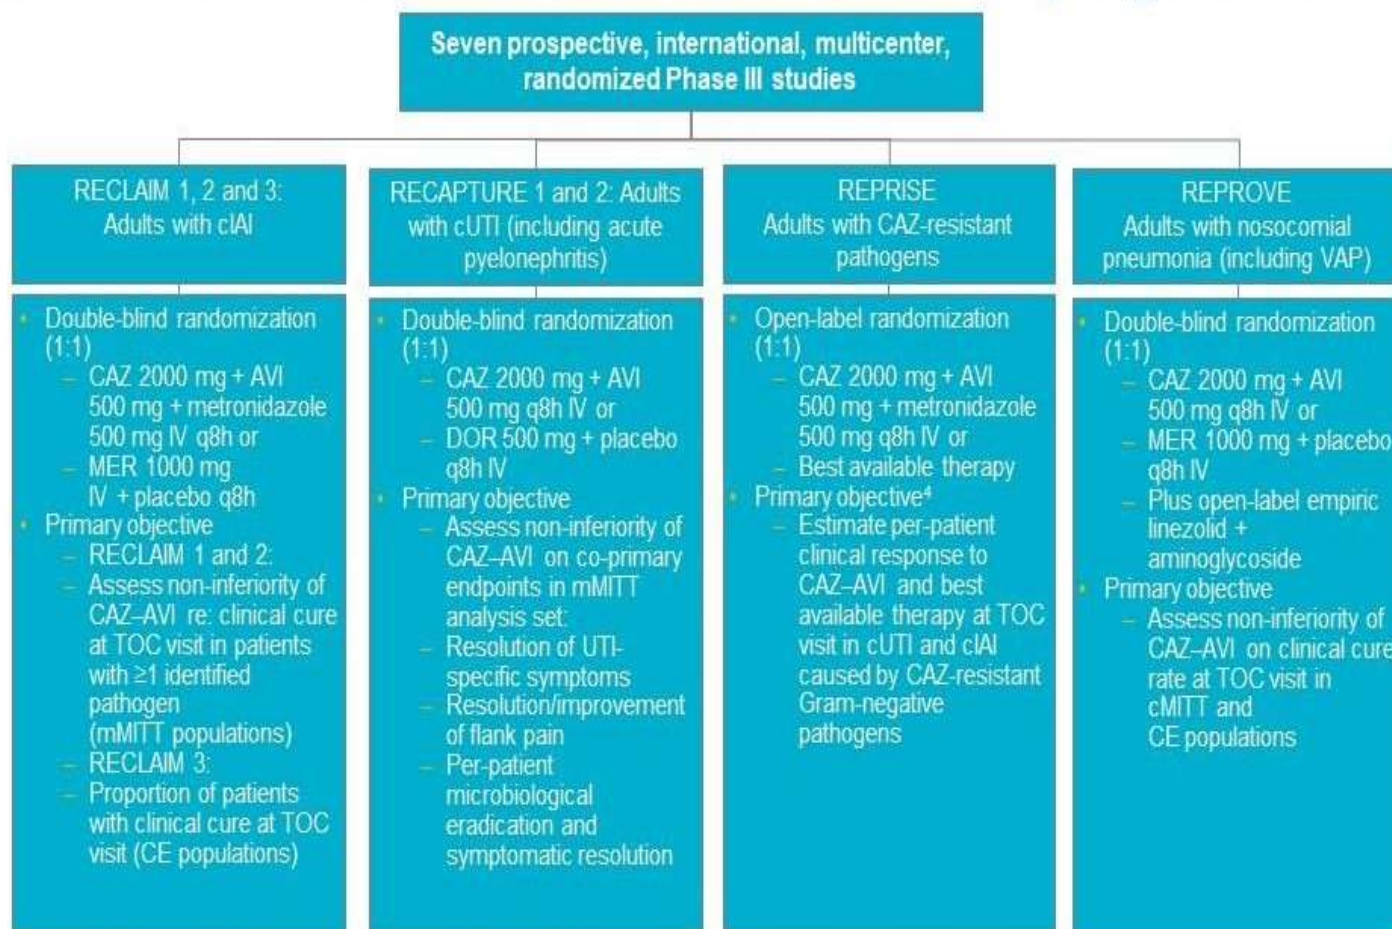 Seven prospective, international, multicenter,
randomized Phase III studies
RECLAIM 1, 2 and 3:
Adults with cIAI
• Double-blind randomization
(1:1)
– CAZ 2000 mg + AVI
500 mg + metronidazole
500 mg IV q8h or
– MER 1000 mg
IV + placebo q8h
• Primary objective
– RECLAIM 1 and 2:
– Assess non-inferiority of
CAZ–AVI re: clinical cure
at TOC visit in patients
with ≥1 identified
pathogen
(mMITT populations)
– RECLAIM 3:
– Proportion of patients
with clinical cure at TOC
visit (CE populations)
RECAPTURE 1 and 2: Adults
with cUTI (including acute
pyelonephritis)
• Double-blind randomization
(1:1)
– CAZ 2000 mg + AVI
500 mg q8h IV or
– DOR 500 mg + placebo
q8h IV
• Primary objective
– Assess non-inferiority of
CAZ–AVI on co-primary
endpoints in mMITT
analysis set:
– Resolution of UTI-
specific symptoms
– Resolution/improvement
of flank pain
– Per-patient
microbiological
eradication and
symptomatic resolution
REPRISE
Adults with CAZ-resistant
pathogens
• Open-label randomization
(1:1)
– CAZ 2000 mg + AVI
500 mg + metronidazole
500 mg q8h IV or
– Best available therapy
• Primary objective⁴
– Estimate per-patient
clinical response to
CAZ–AVI and best
available therapy at TOC
visit in cUTI and cIAI
caused by CAZ-resistant
Gram-negative
pathogens
REPROVE
Adults with nosocomial
pneumonia (including VAP)
• Double-blind randomization
(1:1)
– CAZ 2000 mg + AVI
500 mg q8h IV or
– MER 1000 mg + placebo
q8h IV
– Plus open-label empiric
linezolid +
aminoglycoside
• Primary objective
– Assess non-inferiority of
CAZ–AVI on clinical cure
rate at TOC visit in
cMITT and
CE populations